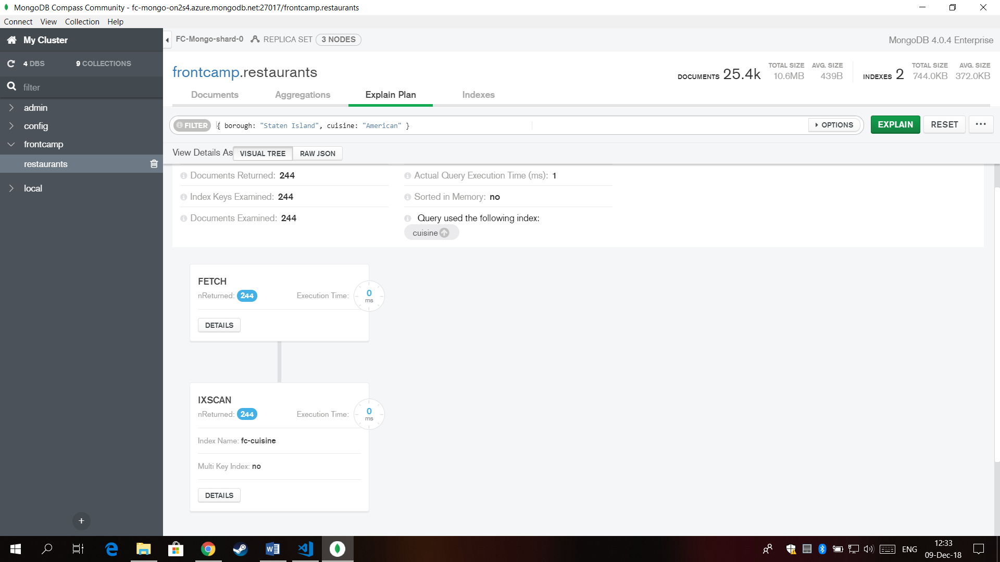 MongoDB Compass Community - fc-mongo-on2s4.azure.mongodb.net:27017/frontcamp.restaurants
Connect View Collection Help
My Cluster
FC-Mongo-shard-0 REPLICA SET 3 NODES
MongoDB 4.0.4 Enterprise
4 DBS 9 COLLECTIONS
filter
admin
config
frontcamp
restaurants
local
+
frontcamp.restaurants
DOCUMENTS 25.4k TOTAL SIZE 10.6MB AVG. SIZE 439B
INDEXES 2 TOTAL SIZE 744.0KB AVG. SIZE 372.0KB
Documents Aggregations Explain Plan Indexes
FILTER { borough: "Staten Island", cuisine: "American" } OPTIONS EXPLAIN RESET ...
View Details As VISUAL TREE RAW JSON
Documents Returned: 244
Index Keys Examined: 244
Documents Examined: 244
Actual Query Execution Time (ms): 1
Sorted in Memory: no
Query used the following index:
cuisine
FETCH
nReturned: 244 Execution Time: 0 ms
DETAILS
IXSCAN
nReturned: 244 Execution Time: 0 ms
Index Name: fc-cuisine
Multi Key Index: no
DETAILS
ENG
12:33
09-Dec-18